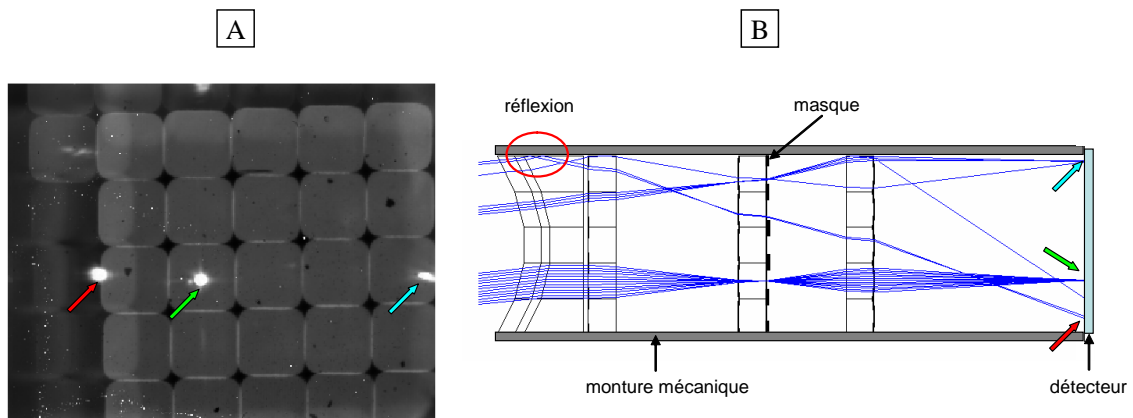 A
B
réflexion
masque
monture mécanique
détecteur